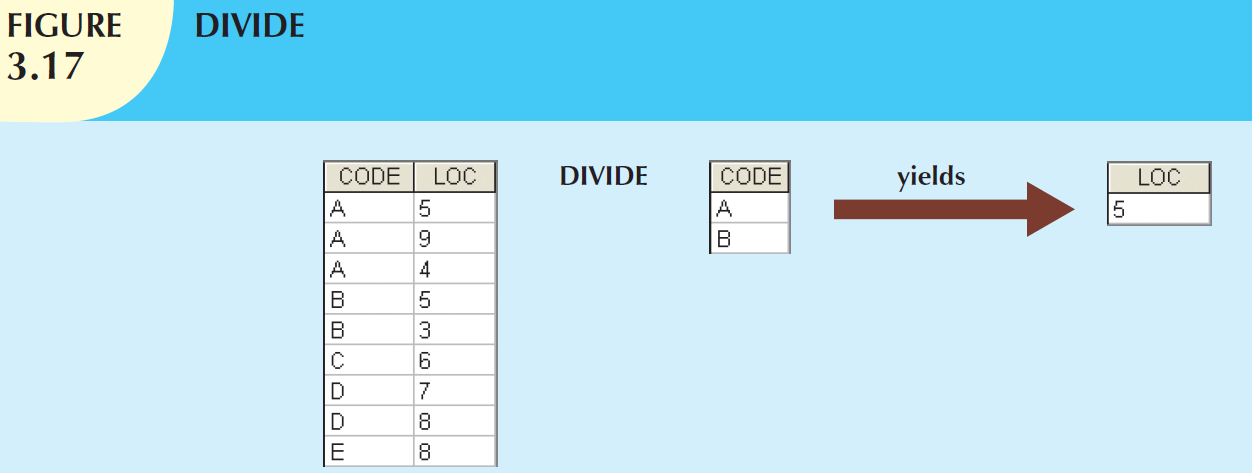 FIGURE
3.17
DIVIDE
CODE LOC
A 5
A 9
A 4
B 5
B 3
C 6
D 7
D 8
E 8
DIVIDE
CODE
A
B
yields
LOC
5